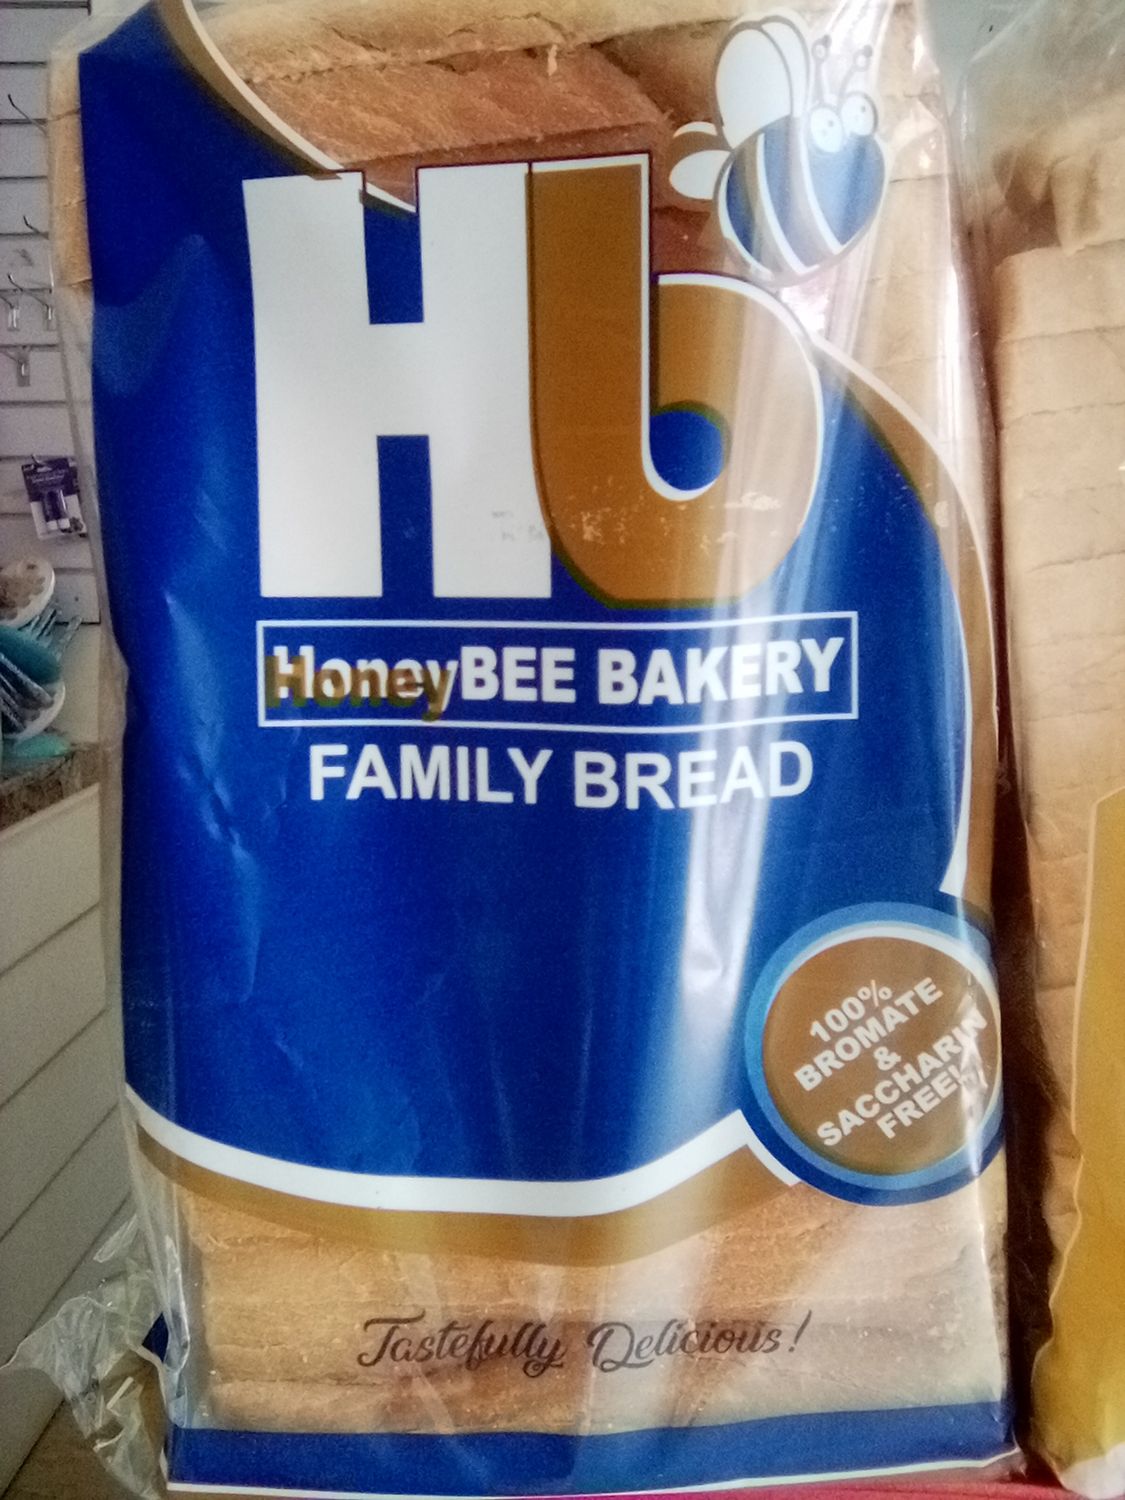 Hb
HoneyBEE BAKERY
FAMILY BREAD
100%
BROMATE
&
SACCHARIN
FREE!
Tastefully Delicious!